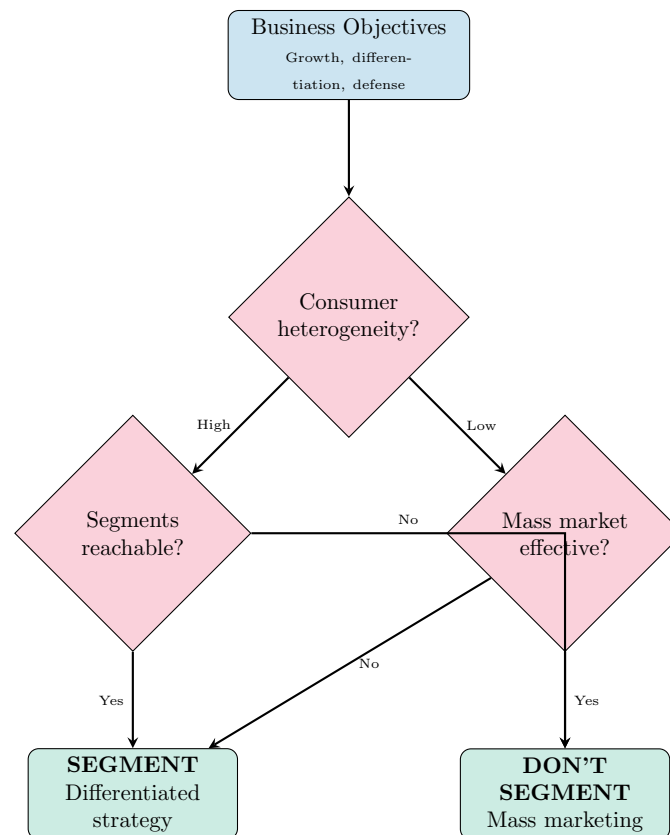 Business Objectives
Growth, differen-
tiation, defense
Consumer
heterogeneity?
High
Low
Segments
reachable?
No
Mass market
effective?
No
Yes
Yes
SEGMENT
Differentiated
strategy
DON'T
SEGMENT
Mass marketing